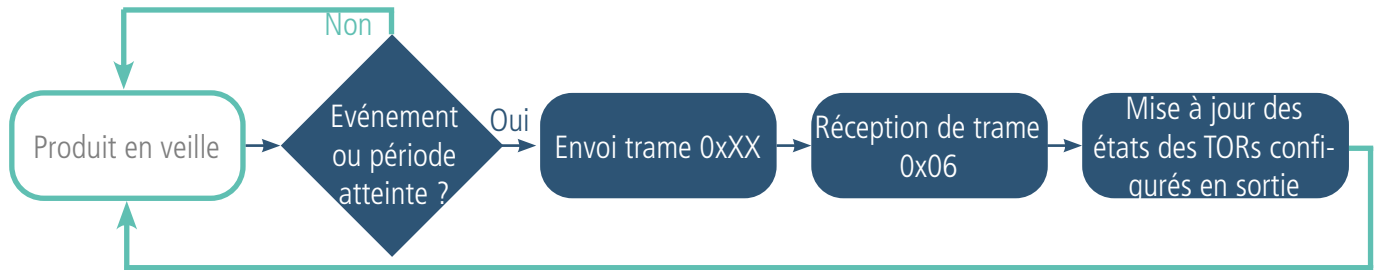 Non
Produit en veille
Evénement
ou période
atteinte ?
Oui
Envoi trame 0xXX
Réception de trame
0x06
Mise à jour des
états des TORs confi-
gurés en sortie